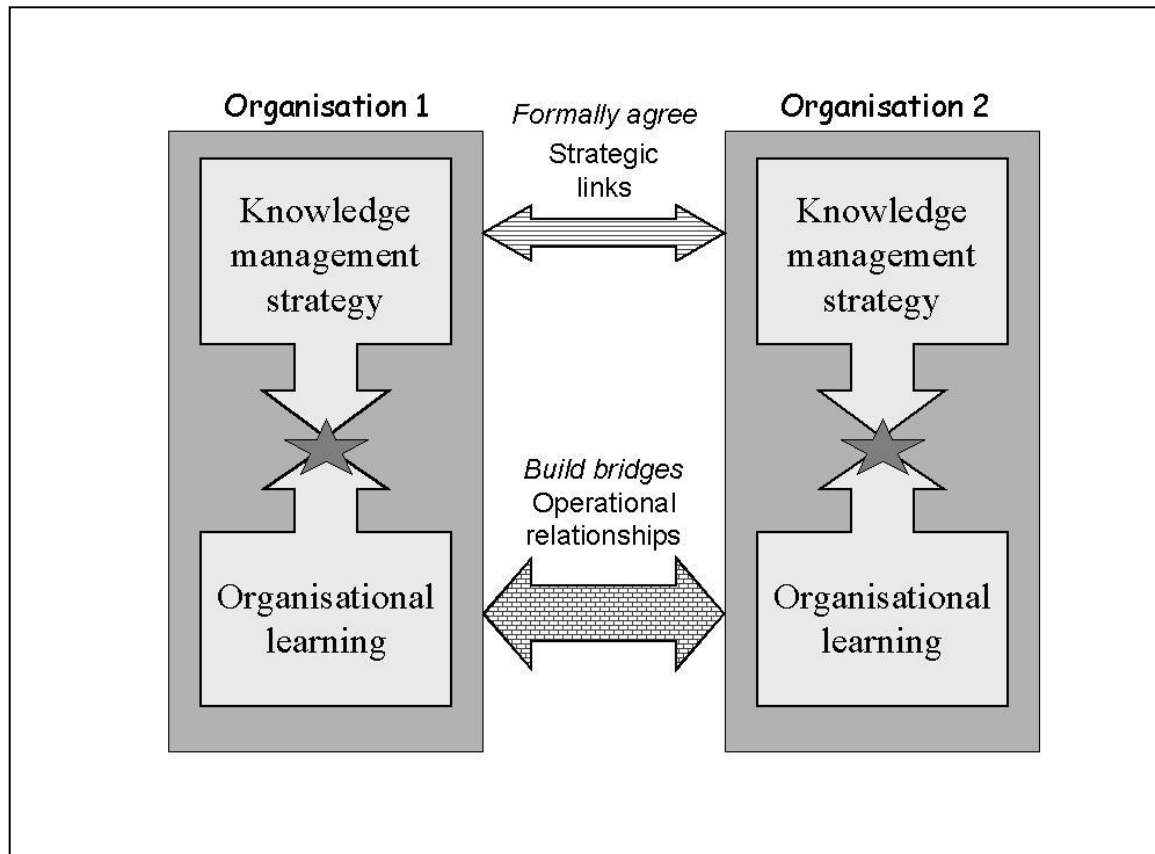 Organisation 1
Formally agree
Strategic
links
Organisation 2
Knowledge
management
strategy
Knowledge
management
strategy
Build bridges
Operational
relationships
Organisational
learning
Organisational
learning